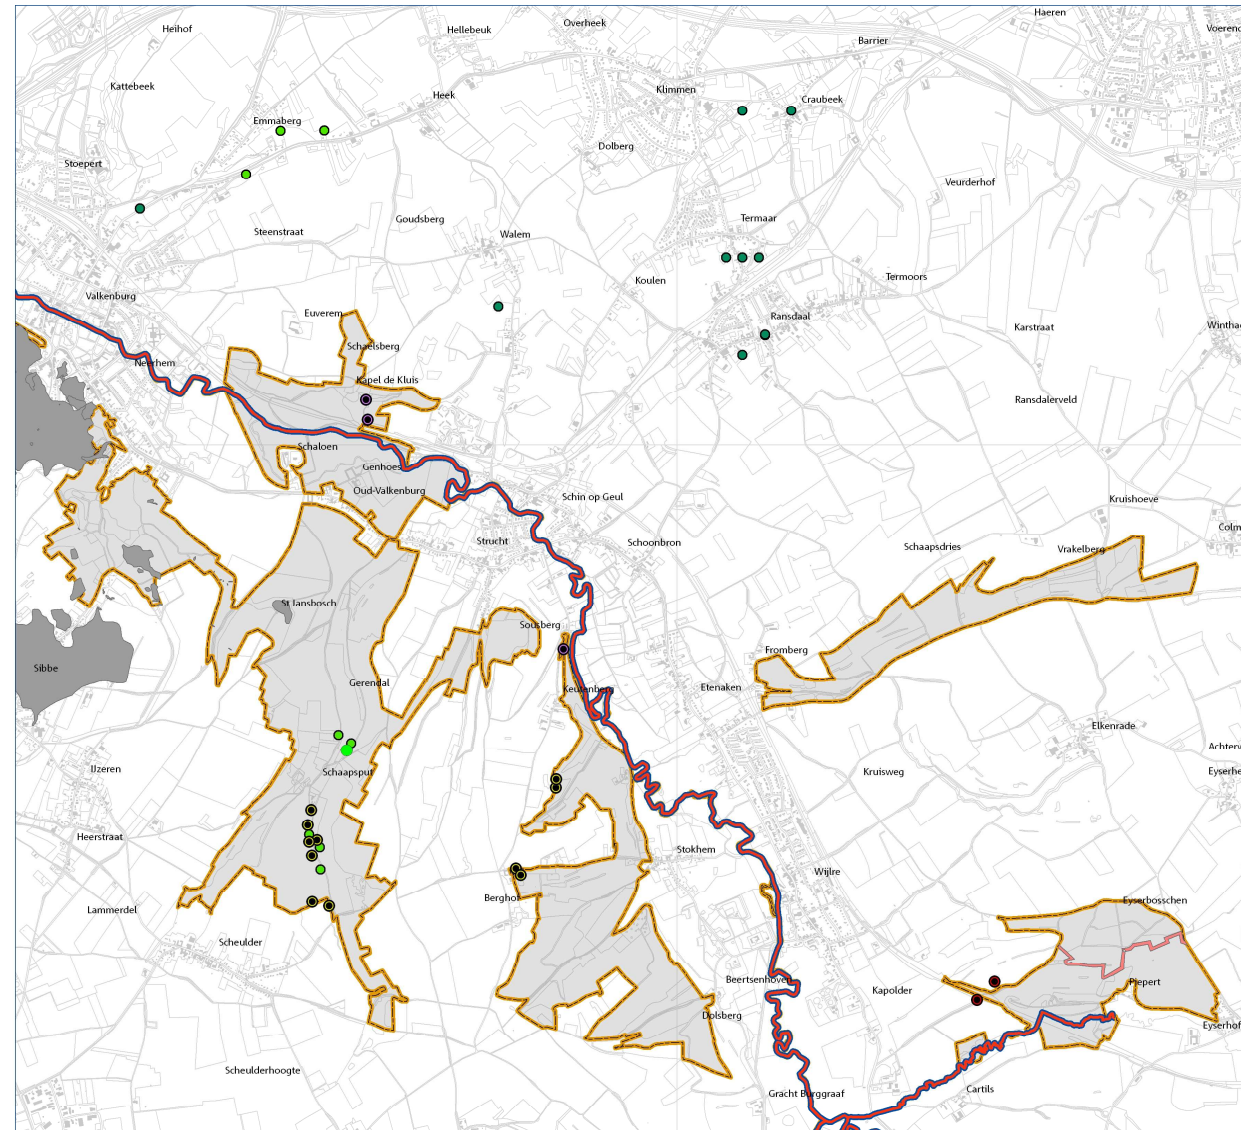 Haeren
Overheek
Heihof
Hellebeuk
Voerend
Barrier
Kattebeek
Klimmen
Heek
Craubeek
Emmaberg
Dolberg
Stoepert
Veurderhof
Goudsberg
Termaar
Steenstraat
Walem
Termoors
Koulen
Valkenburg
Euverem
Ransdaal
Karstraat
Wintha
Schaelsberg
Neerhem
Kapel de Kluis
Ransdalerveld
Schaloen
Genhoes
Oud-Valkenburg
Schin op Geul
Kruishoeve
Colm
Strucht
Schoonbron
Schaapsdries
Vrakelberg
St Jansbosch
Sousberg
Fromberg
Sibbe
Gerendal
Keutenberg
Etenaken
Elkenrade
Achterv
IJzeren
Schaapsput
Kruisweg
Eyserhe
Heerstraat
Stokhem
Wijlre
Berghof
Eyserbosschen
Lammerdel
Scheulder
Beertsenhoven
Piepert
Kapolder
Dolsberg
Eyserhof
Scheulderhoogte
Cartils
Gracht Burggraaf